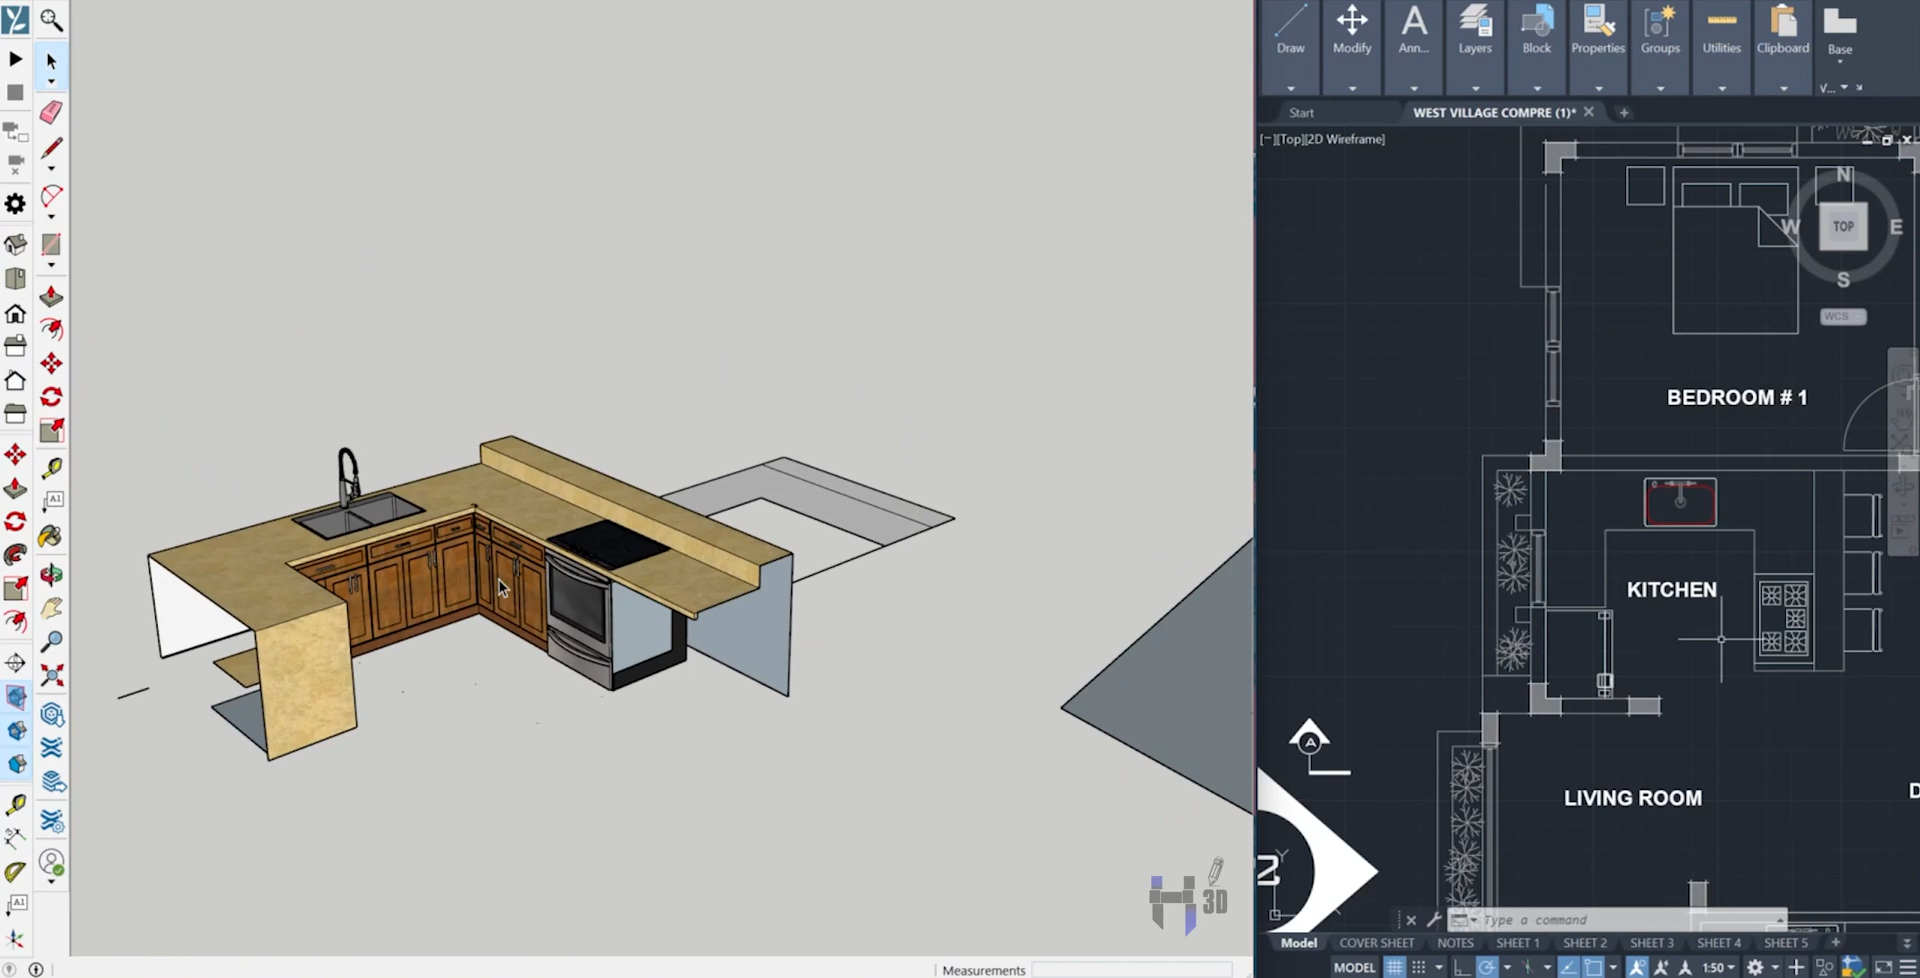 Draw
Modify
Ann...
Layers
Block
Properties
Groups
Utilities
Clipboard
Base
V...
Start
WEST VILLAGE COMPRE (1)*
[−][Top][2D Wireframe]
N
W
TOP
E
S
WCS
BEDROOM # 1
KITCHEN
A
LIVING ROOM
D
Z
Y
A1
A1
H 3D
Type a command
Model
COVER SHEET
NOTES
SHEET 1
SHEET 2
SHEET 3
SHEET 4
SHEET 5
Measurements
MODEL
1:50